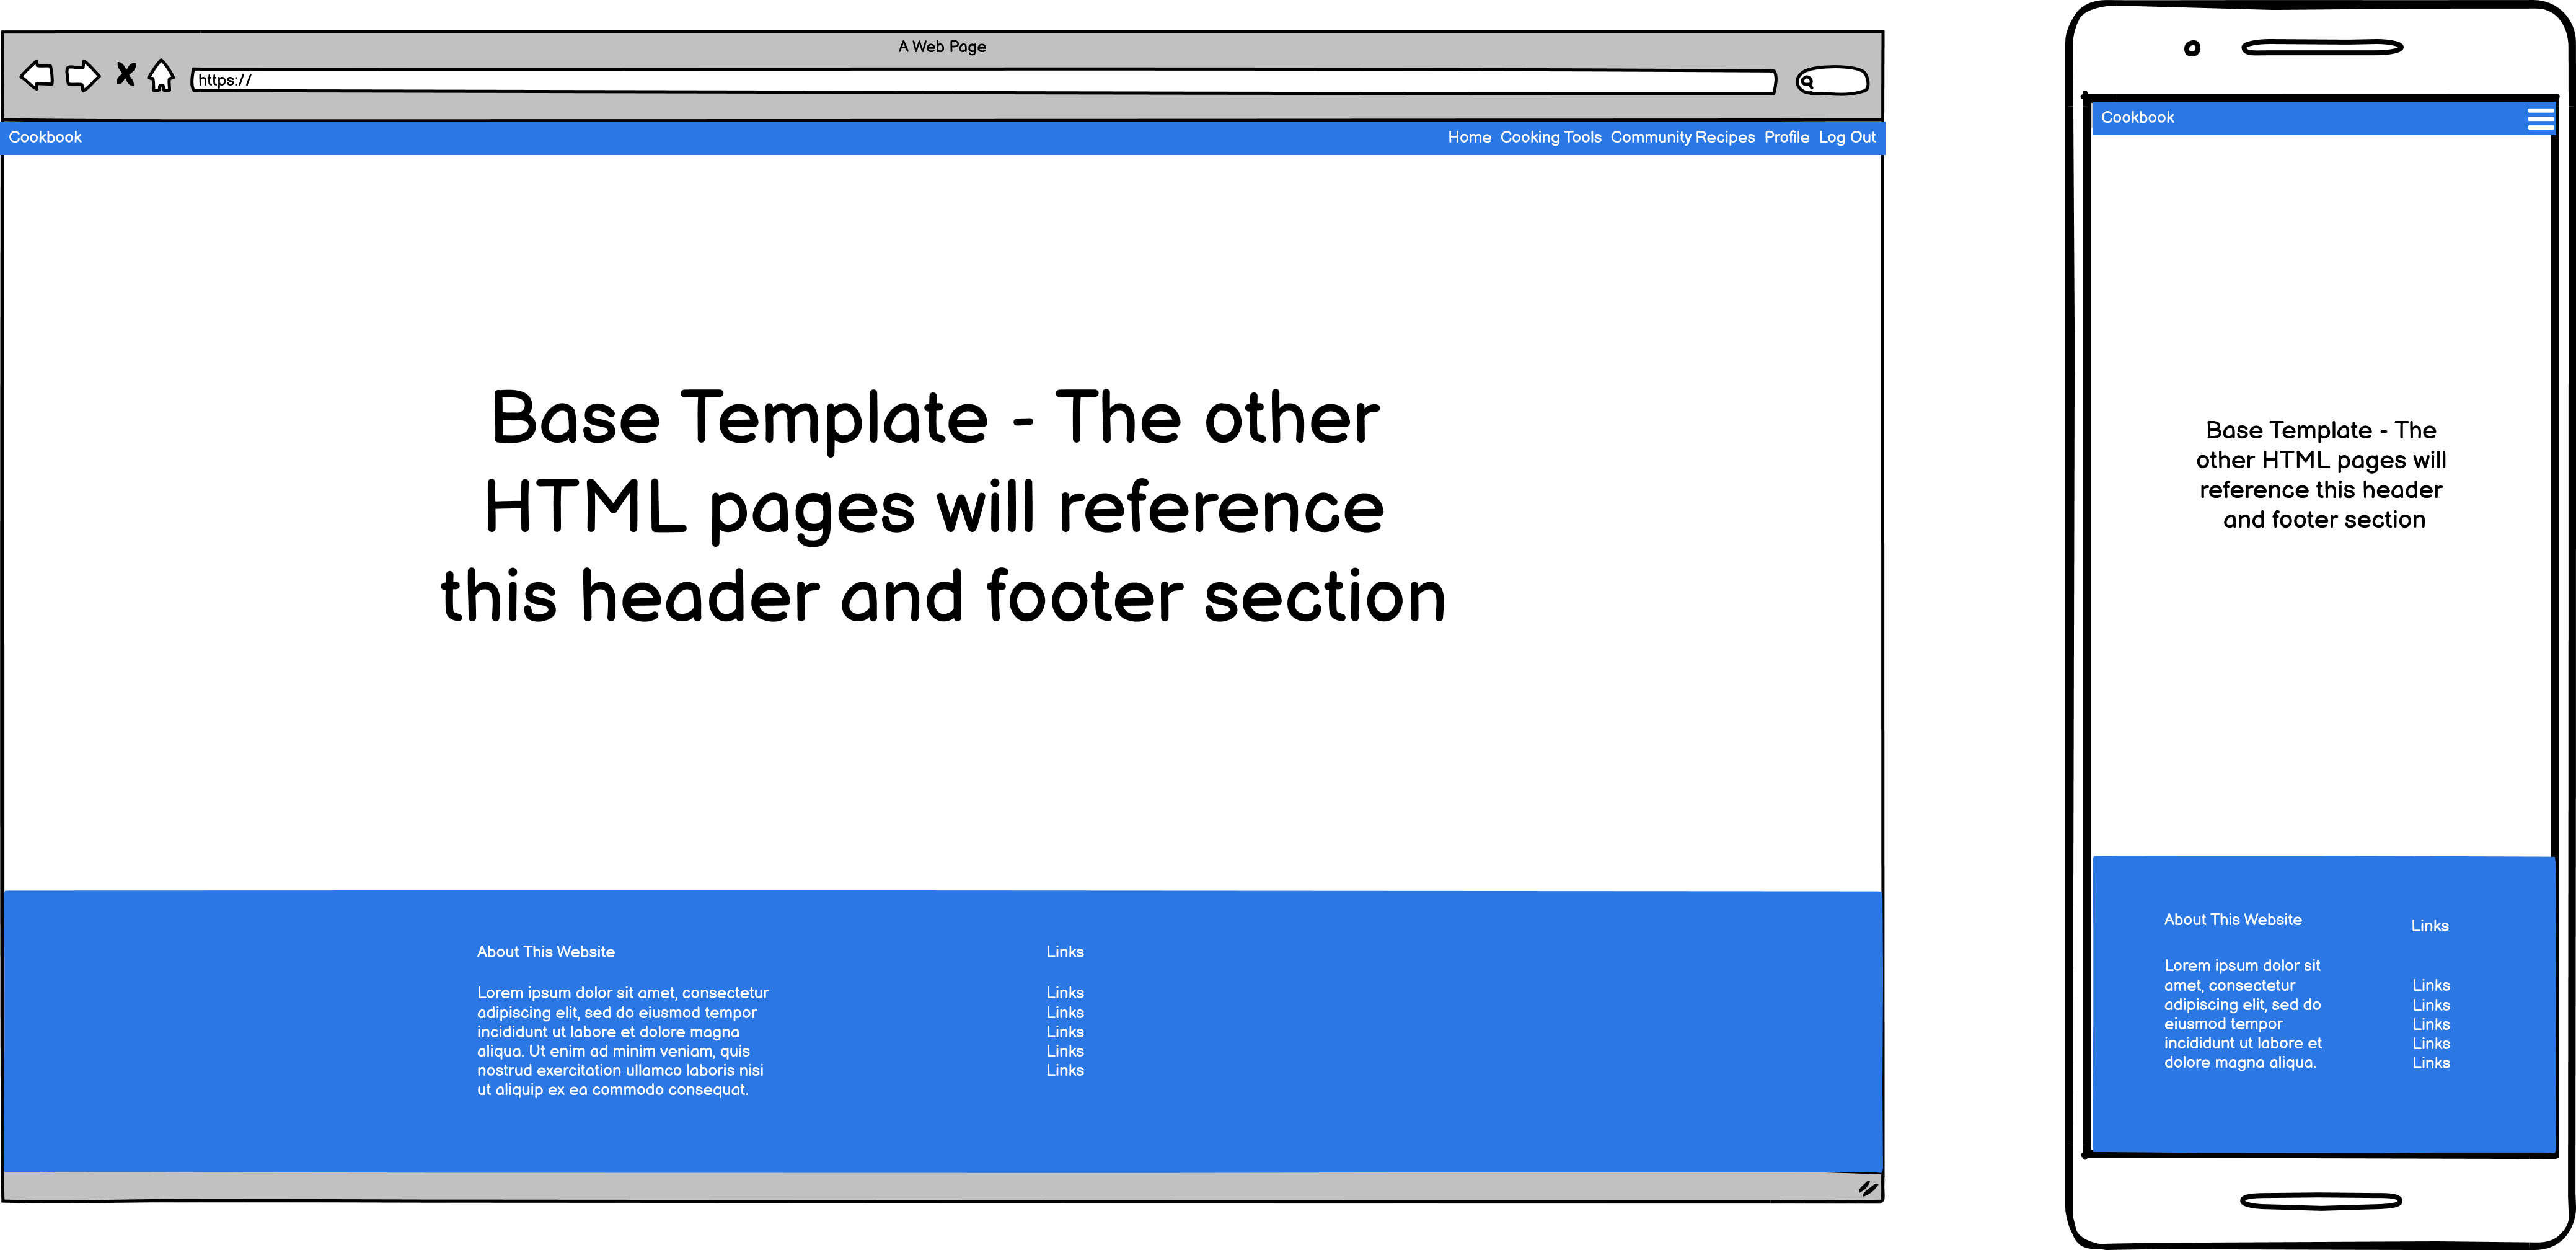 A Web Page
https://
Cookbook
Home Cooking Tools Community Recipes Profile Log Out
Base Template - The other
HTML pages will reference
this header and footer section
About This Website
Lorem ipsum dolor sit amet, consectetur
adipiscing elit, sed do eiusmod tempor
incididunt ut labore et dolore magna
aliqua. Ut enim ad minim veniam, quis
nostrud exercitation ullamco laboris nisi
ut aliquip ex ea commodo consequat.
Links
Links
Links
Links
Links
Links
Cookbook
Base Template - The
other HTML pages will
reference this header
and footer section
About This Website
Lorem ipsum dolor sit
amet, consectetur
adipiscing elit, sed do
eiusmod tempor
incididunt ut labore et
dolore magna aliqua.
Links
Links
Links
Links
Links
Links